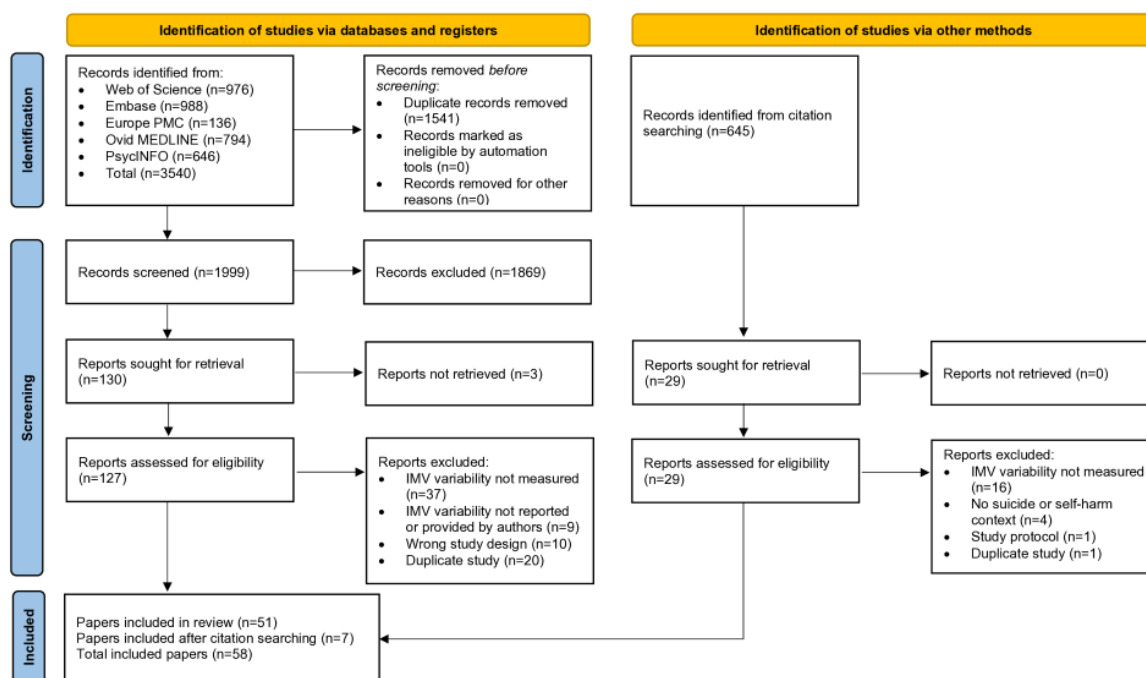 Identification of studies via databases and registers
Identification of studies via other methods
Identification
Records identified from:
• Web of Science (n=976)
• Embase (n=988)
• Europe PMC (n=136)
• Ovid MEDLINE (n=794)
• PsycINFO (n=646)
• Total (n=3540)
Records removed before
screening:
• Duplicate records removed
(n=1541)
• Records marked as
ineligible by automation
tools (n=0)
• Records removed for other
reasons (n=0)
Records identified from citation
searching (n=645)
Screening
Records screened (n=1999)
Records excluded (n=1869)
Reports sought for retrieval
(n=130)
Reports not retrieved (n=3)
Reports sought for retrieval
(n=29)
Reports not retrieved (n=0)
Reports assessed for eligibility
(n=127)
Reports excluded:
• IMV variability not measured
(n=37)
• IMV variability not reported
or provided by authors (n=9)
• Wrong study design (n=10)
• Duplicate study (n=20)
Reports assessed for eligibility
(n=29)
Reports excluded:
• IMV variability not measured
(n=16)
• No suicide or self-harm
context (n=4)
• Study protocol (n=1)
• Duplicate study (n=1)
Included
Papers included in review (n=51)
Papers included after citation searching (n=7)
Total included papers (n=58)